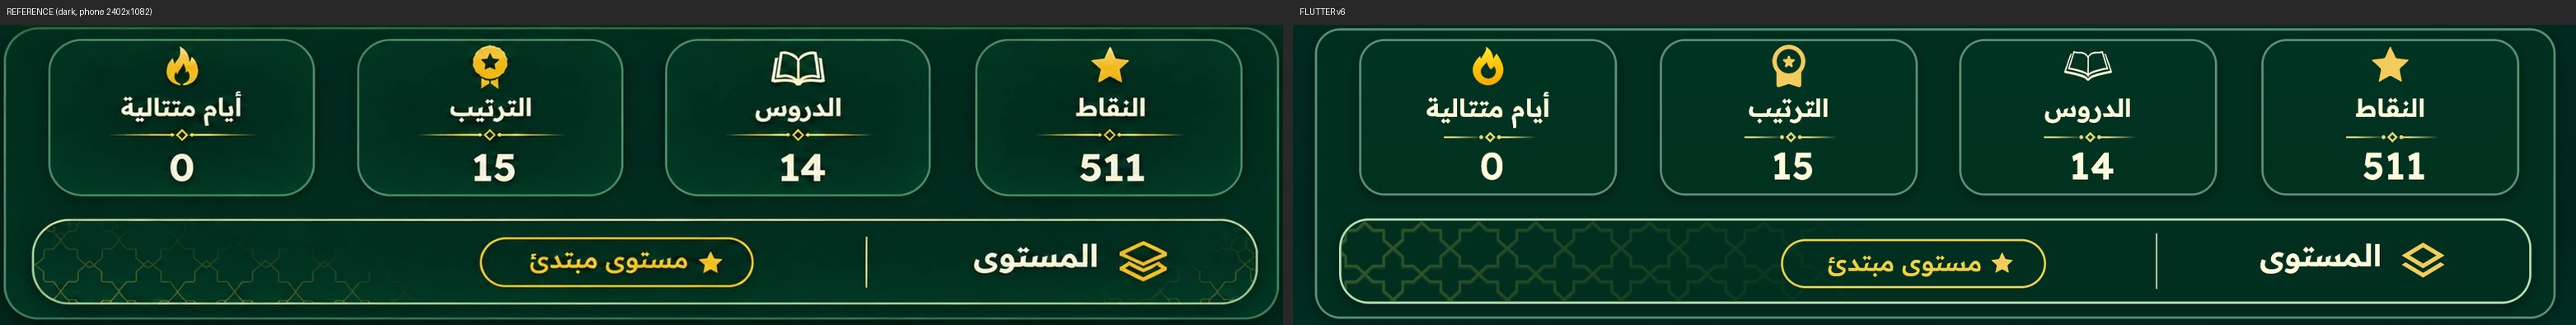 REFERENCE (dark, phone 2402x1082)
النقاط
511
الدروس
14
الترتيب
15
أيام متتالية
0
المستوى
مستوى مبتدئ
FLUTTER v6
النقاط
511
الدروس
14
الترتيب
15
أيام متتالية
0
المستوى
مستوى مبتدئ